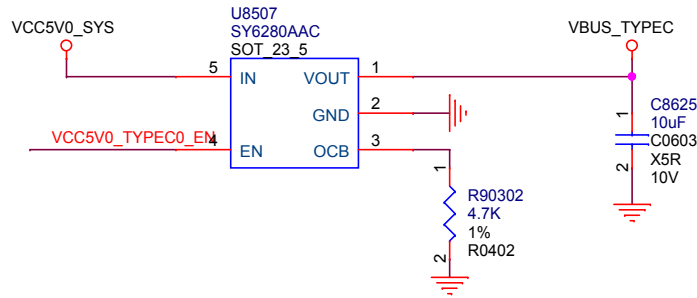 U8507
SY6280AAC
SOT_23_5
VCC5V0_SYS
VBUS_TYPEC
5
IN
VOUT
1
GND
2
VCC5V0_TYPEC0_EN
4
EN
OCB
3
1
C8625
10uF
C0603
X5R
10V
2
1
R90302
4.7K
1%
R0402
2